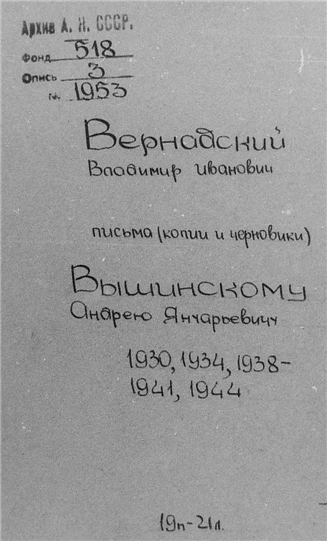 Архив А. Н. СССР.
Фонд 518
Опись 3
№ 1953
Вернадский
Владимир Иванович
письма (копии и черновики)
Вышинскому
Андрею Янчарьевичу
1930, 1934, 1938-
1941, 1944
19п-21л.